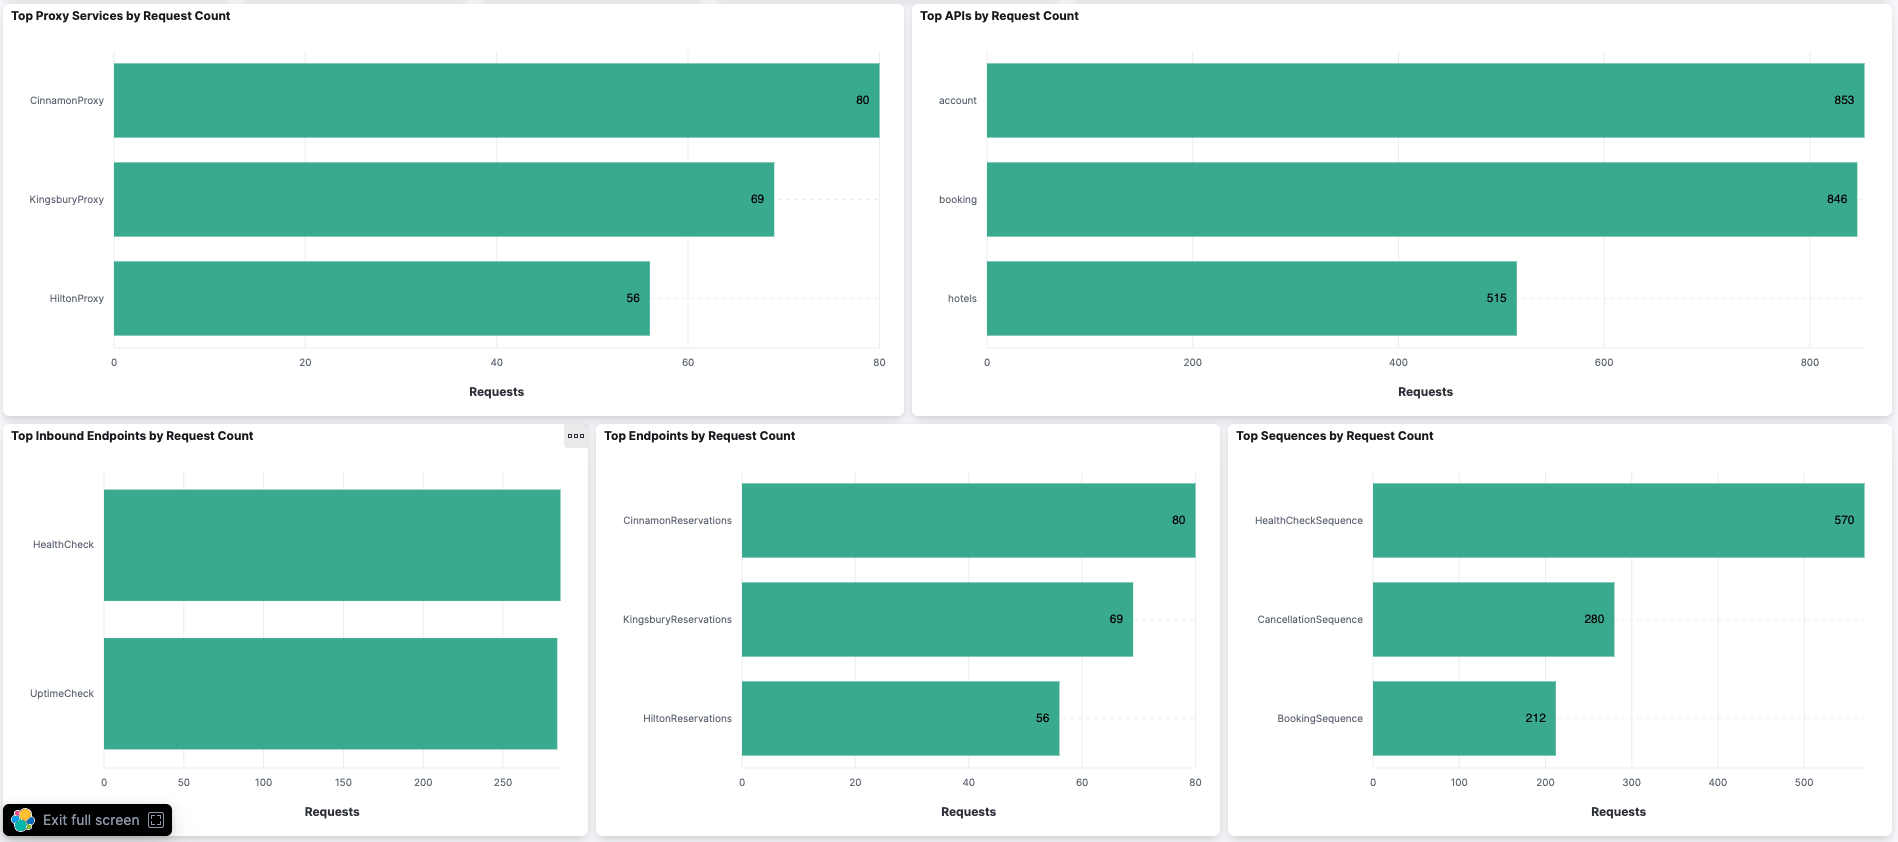 Top Proxy Services by Request Count
CinnamonProxy
80
KingsburyProxy
69
HiltonProxy
56
0 20 40 60 80
Requests
Top APIs by Request Count
account
853
booking
846
hotels
515
0 200 400 600 800
Requests
Top Inbound Endpoints by Request Count
HealthCheck
UptimeCheck
0 50 100 150 200 250
Requests
Exit full screen
Top Endpoints by Request Count
CinnamonReservations
80
KingsburyReservations
69
HiltonReservations
56
0 20 40 60 80
Requests
Top Sequences by Request Count
HealthCheckSequence
570
CancellationSequence
280
BookingSequence
212
0 100 200 300 400 500
Requests